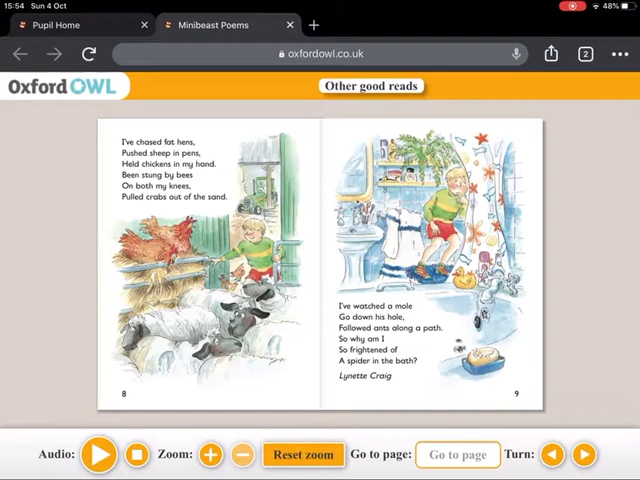 15:54 Sun 4 Oct
48%
Pupil Home
Minibeast Poems
oxfordowl.co.uk
2
Oxford OWL
Other good reads
I've chased fat hens,
Pushed sheep in pens,
Held chickens in my hand.
Been stung by bees
On both my knees,
Pulled crabs out of the sand.
8
I've watched a mole
Go down his hole,
Followed ants along a path.
So why am I
So frightened of
A spider in the bath?
Lynette Craig
9
Audio:
Zoom:
Reset zoom
Go to page:
Go to page
Turn: